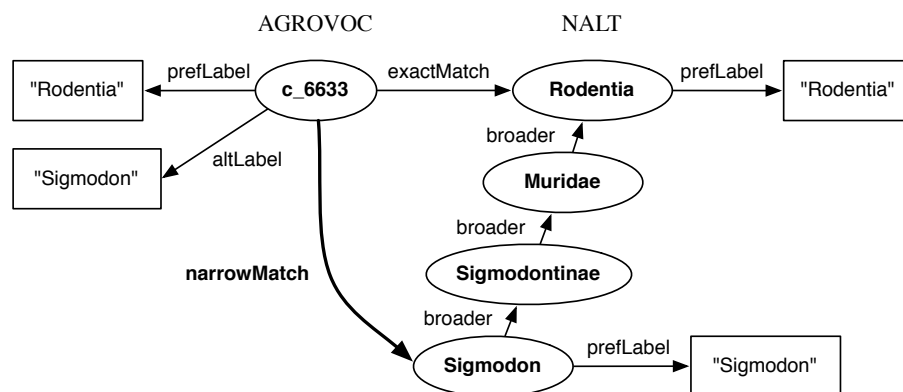 AGROVOC NALT
"Rodentia" prefLabel c_6633 exactMatch Rodentia prefLabel "Rodentia"
broader
"Sigmodon" altLabel Muridae
broader
narrowMatch Sigmodontinae
broader
Sigmodon prefLabel "Sigmodon"